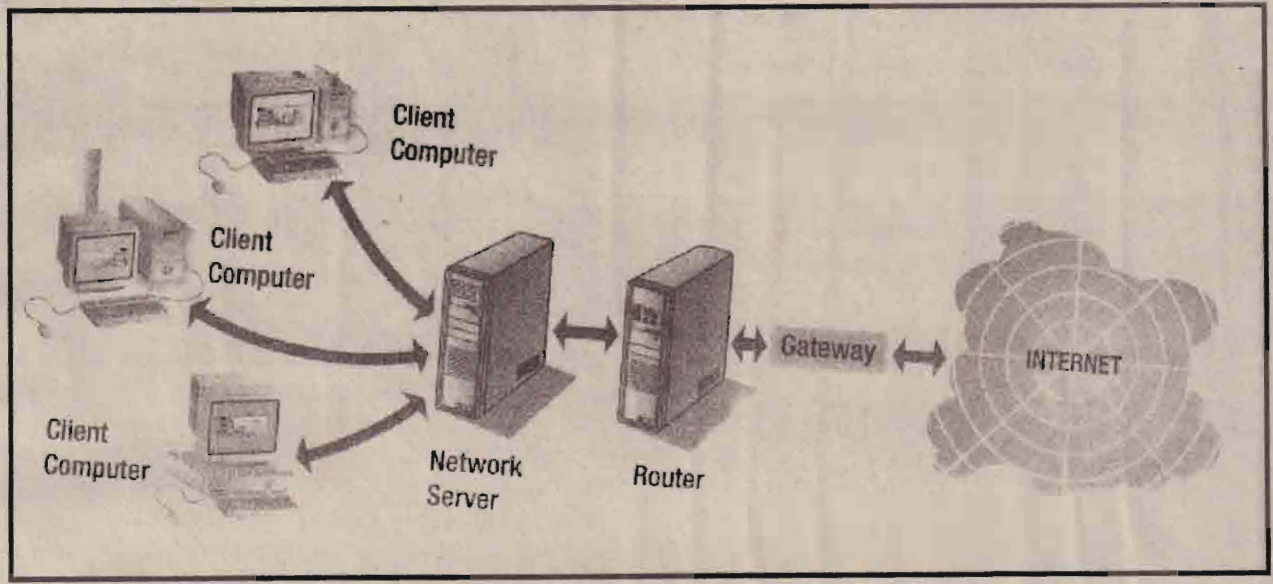 Client
Computer
Client
Computer
Client
Computer
Network
Server
Router
Gateway
INTERNET